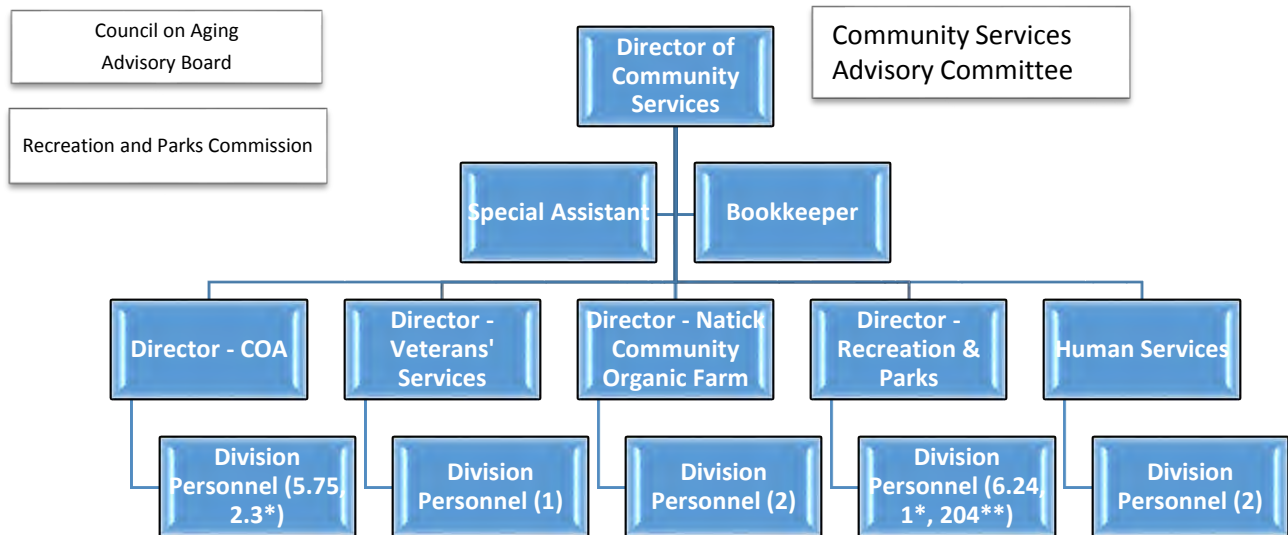 Council on Aging
Advisory Board
Recreation and Parks Commission
Director of
Community
Services
Community Services
Advisory Committee
Special Assistant
Bookkeeper
Director - COA
Director -
Veterans'
Services
Director - Natick
Community
Organic Farm
Director -
Recreation &
Parks
Human Services
Division
Personnel (5.75,
2.3*)
Division
Personnel (1)
Division
Personnel (2)
Division
Personnel (6.24,
1*, 204**)
Division
Personnel (2)